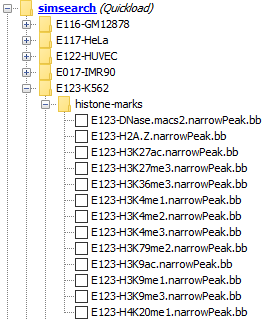 simsearch (Quickload)
E116-GM12878
E117-HeLa
E122-HUVEC
E017-IMR90
E123-K562
histone-marks
E123-DNase.macs2.narrowPeak.bb
E123-H2A.Z.narrowPeak.bb
E123-H3K27ac.narrowPeak.bb
E123-H3K27me3.narrowPeak.bb
E123-H3K36me3.narrowPeak.bb
E123-H3K4me1.narrowPeak.bb
E123-H3K4me2.narrowPeak.bb
E123-H3K4me3.narrowPeak.bb
E123-H3K79me2.narrowPeak.bb
E123-H3K9ac.narrowPeak.bb
E123-H3K9me1.narrowPeak.bb
E123-H3K9me3.narrowPeak.bb
E123-H4K20me1.narrowPeak.bb